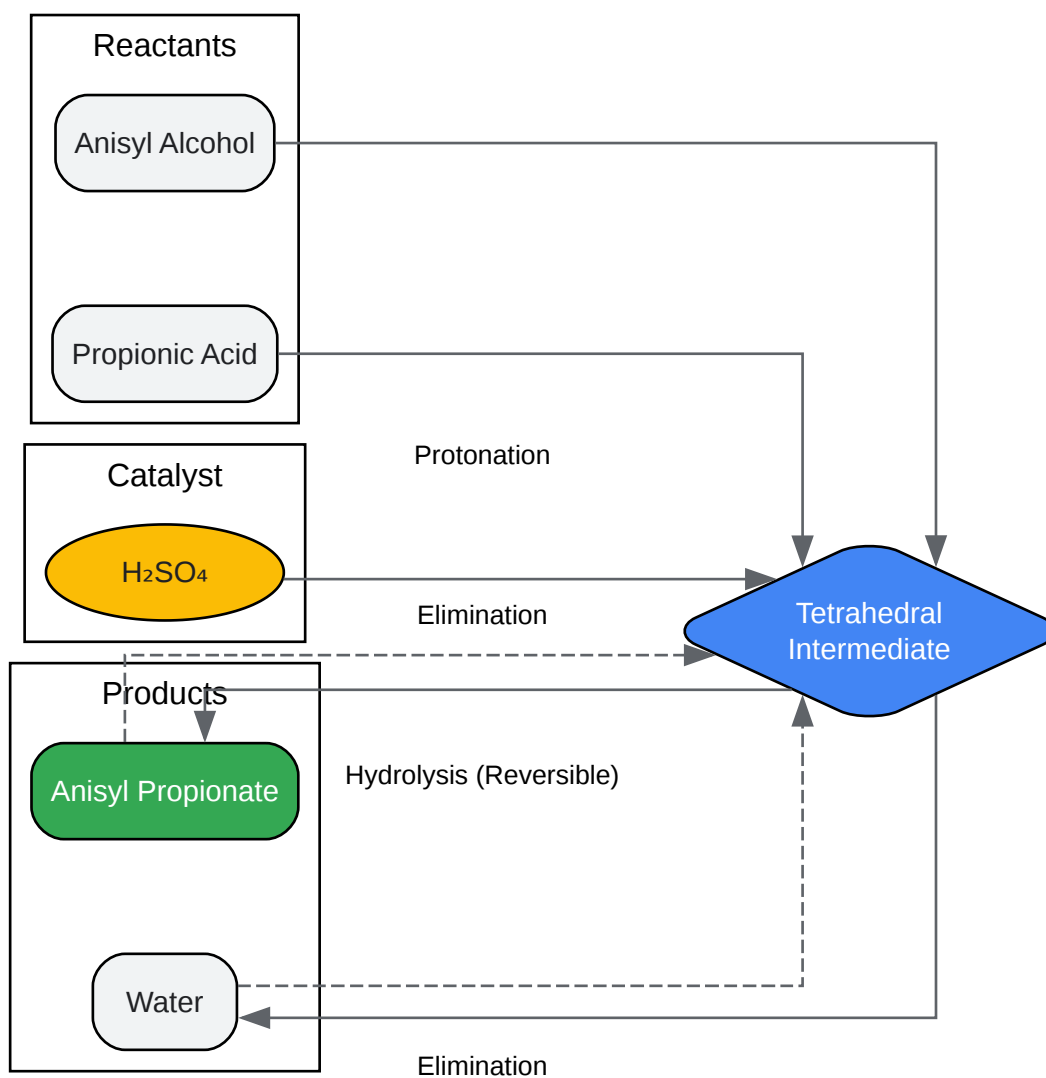 Reactants
Anisyl Alcohol
Propionic Acid
Protonation
Catalyst
H₂SO₄
Elimination
Tetrahedral
Intermediate
Products
Anisyl Propionate
Hydrolysis (Reversible)
Water
Elimination